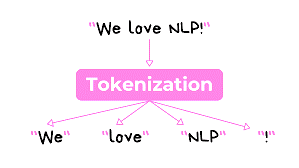 "We love NLP!"
Tokenization
"We" "love" "NLP" "!"